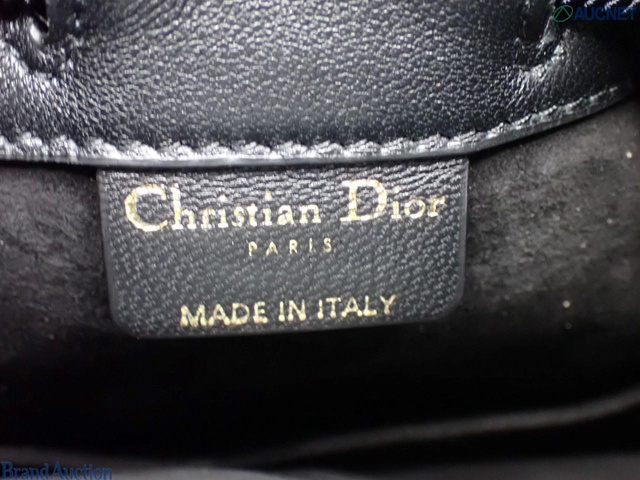 AUCNET
Christian Dior
PARIS
MADE IN ITALY
Brand Auction